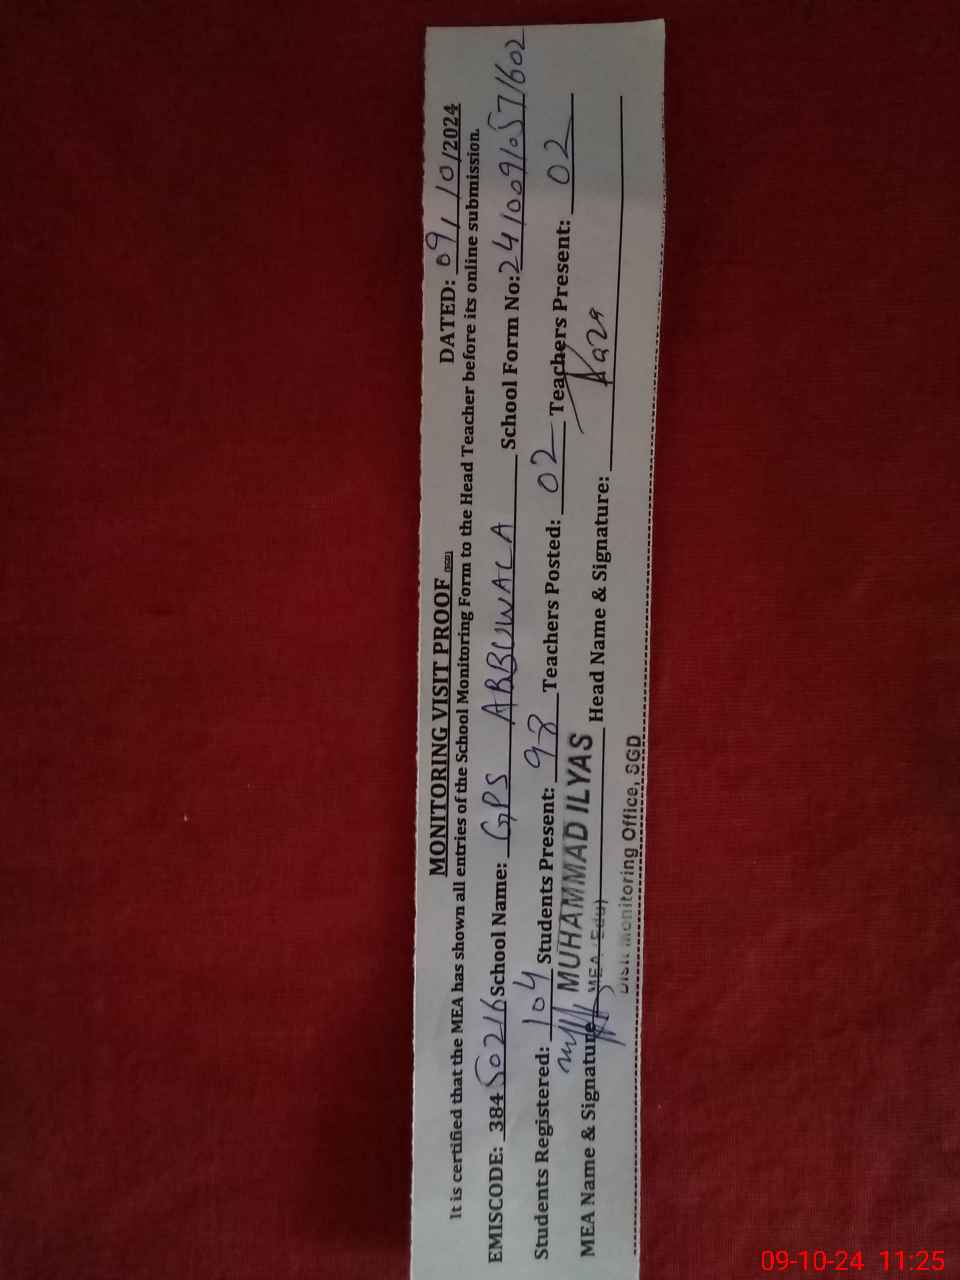 MONITORING VISIT PROOF (SGD) DATED: 09/10/2024
It is certified that the MEA has shown all entries of the School Monitoring Form to the Head Teacher before its online submission.
EMISCODE: 38450216 School Name: GPS ABBUWALA School Form No: 24100910571602
Students Registered: 104 Students Present: 98 Teachers Posted: 02 Teachers Present: 02
MUHAMMAD ILYAS
MEA Name & Signature MEA (Edu) Head Name & Signature:
Distt Monitoring Office, SGD
09-10-24 11:25